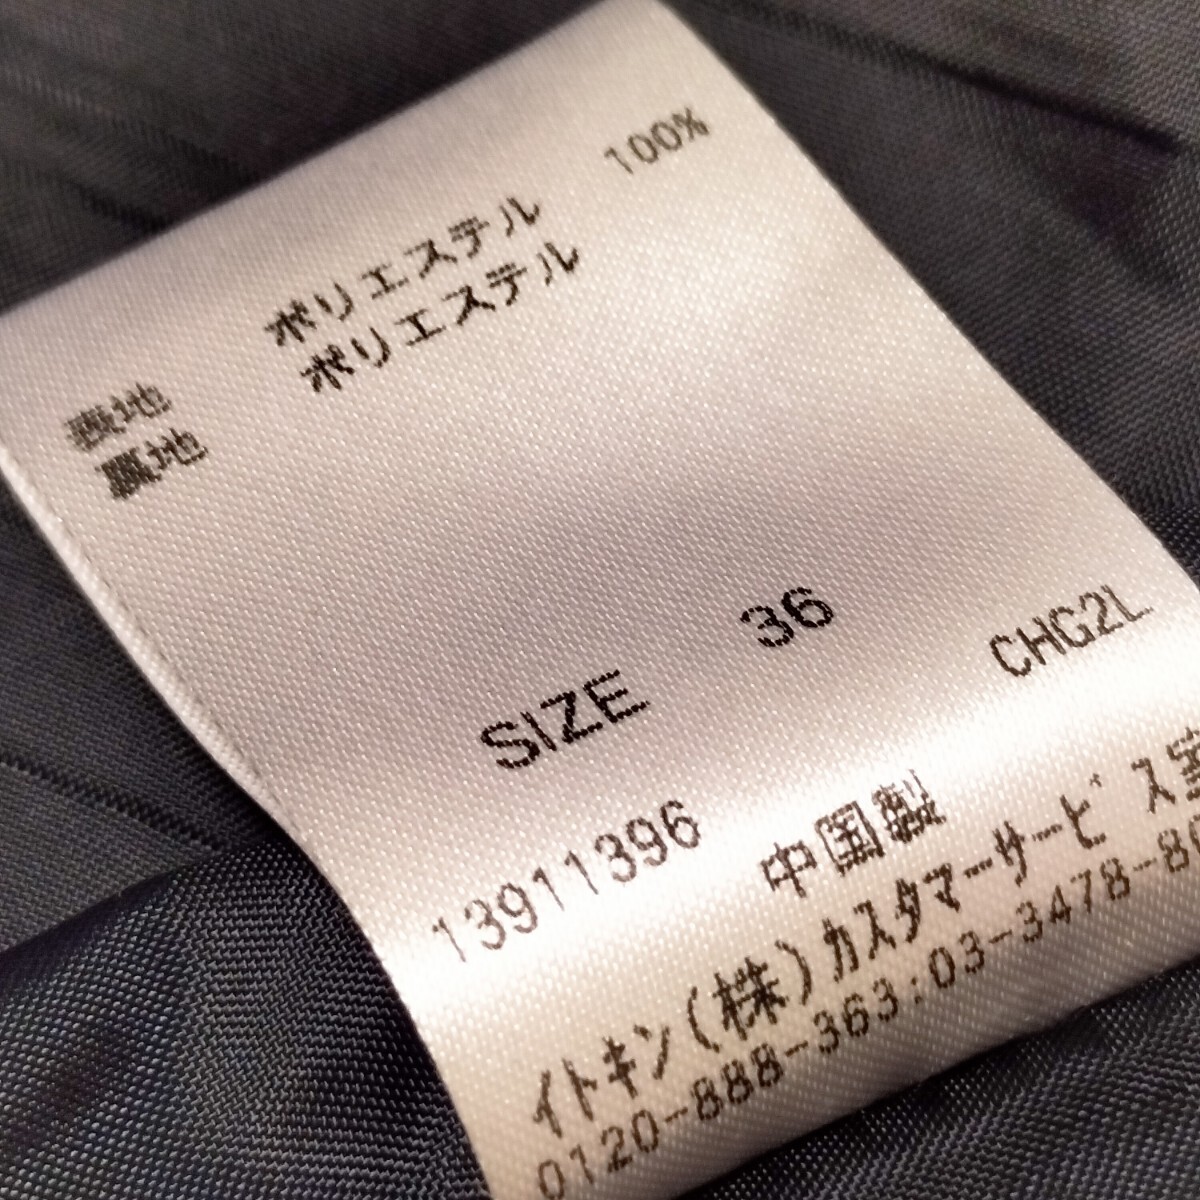 表地 ポリエステル 100%
裏地 ポリエステル
SIZE 36
13911396 中国製 CHG2L
イトキン(株)カスタマーサービス室
0120-888-363:03-3478-80